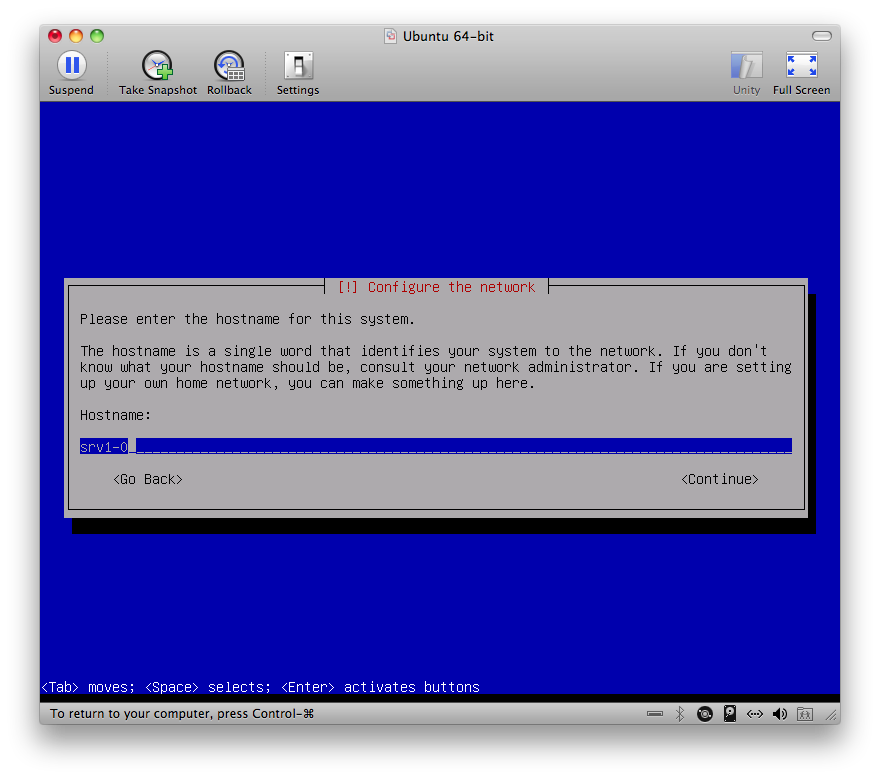 Ubuntu 64-bit
Suspend
Take Snapshot
Rollback
Settings
Unity
Full Screen
[!] Configure the network
Please enter the hostname for this system.
The hostname is a single word that identifies your system to the network. If you don't
know what your hostname should be, consult your network administrator. If you are setting
up your own home network, you can make something up here.
Hostname:
srv1-0
<Go Back>
<Continue>
<Tab> moves; <Space> selects; <Enter> activates buttons
To return to your computer, press Control-⌘